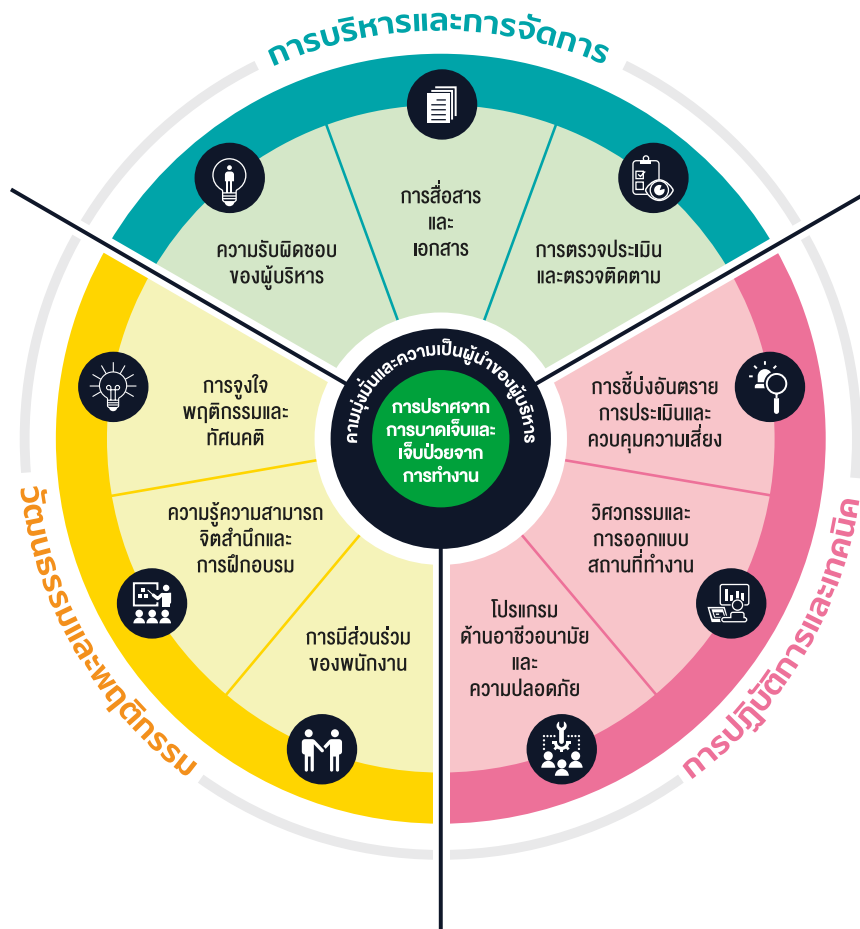 การบริหารและการจัดการ
ความรับผิดชอบ
ของผู้บริหาร
การสื่อสาร
และ
เอกสาร
การตรวจประเมิน
และตรวจติดตาม
การปฏิบัติการและเทคนิค
การชี้บ่งอันตราย
การประเมินและ
ควบคุมความเสี่ยง
วิศวกรรมและ
การออกแบบ
สถานที่ทำงาน
โปรแกรม
ด้านอาชีวอนามัย
และ
ความปลอดภัย
วัฒนธรรมและพฤติกรรม
การจูงใจ
พฤติกรรมและ
ทัศนคติ
ความรู้ความสามารถ
จิตสำนึกและ
การฝึกอบรม
การมีส่วนร่วม
ของพนักงาน
คามมุ่งมั่นและความเป็นผู้นำของผู้บริหาร
การปราศจาก
การบาดเจ็บและ
เจ็บป่วยจาก
การทำงาน